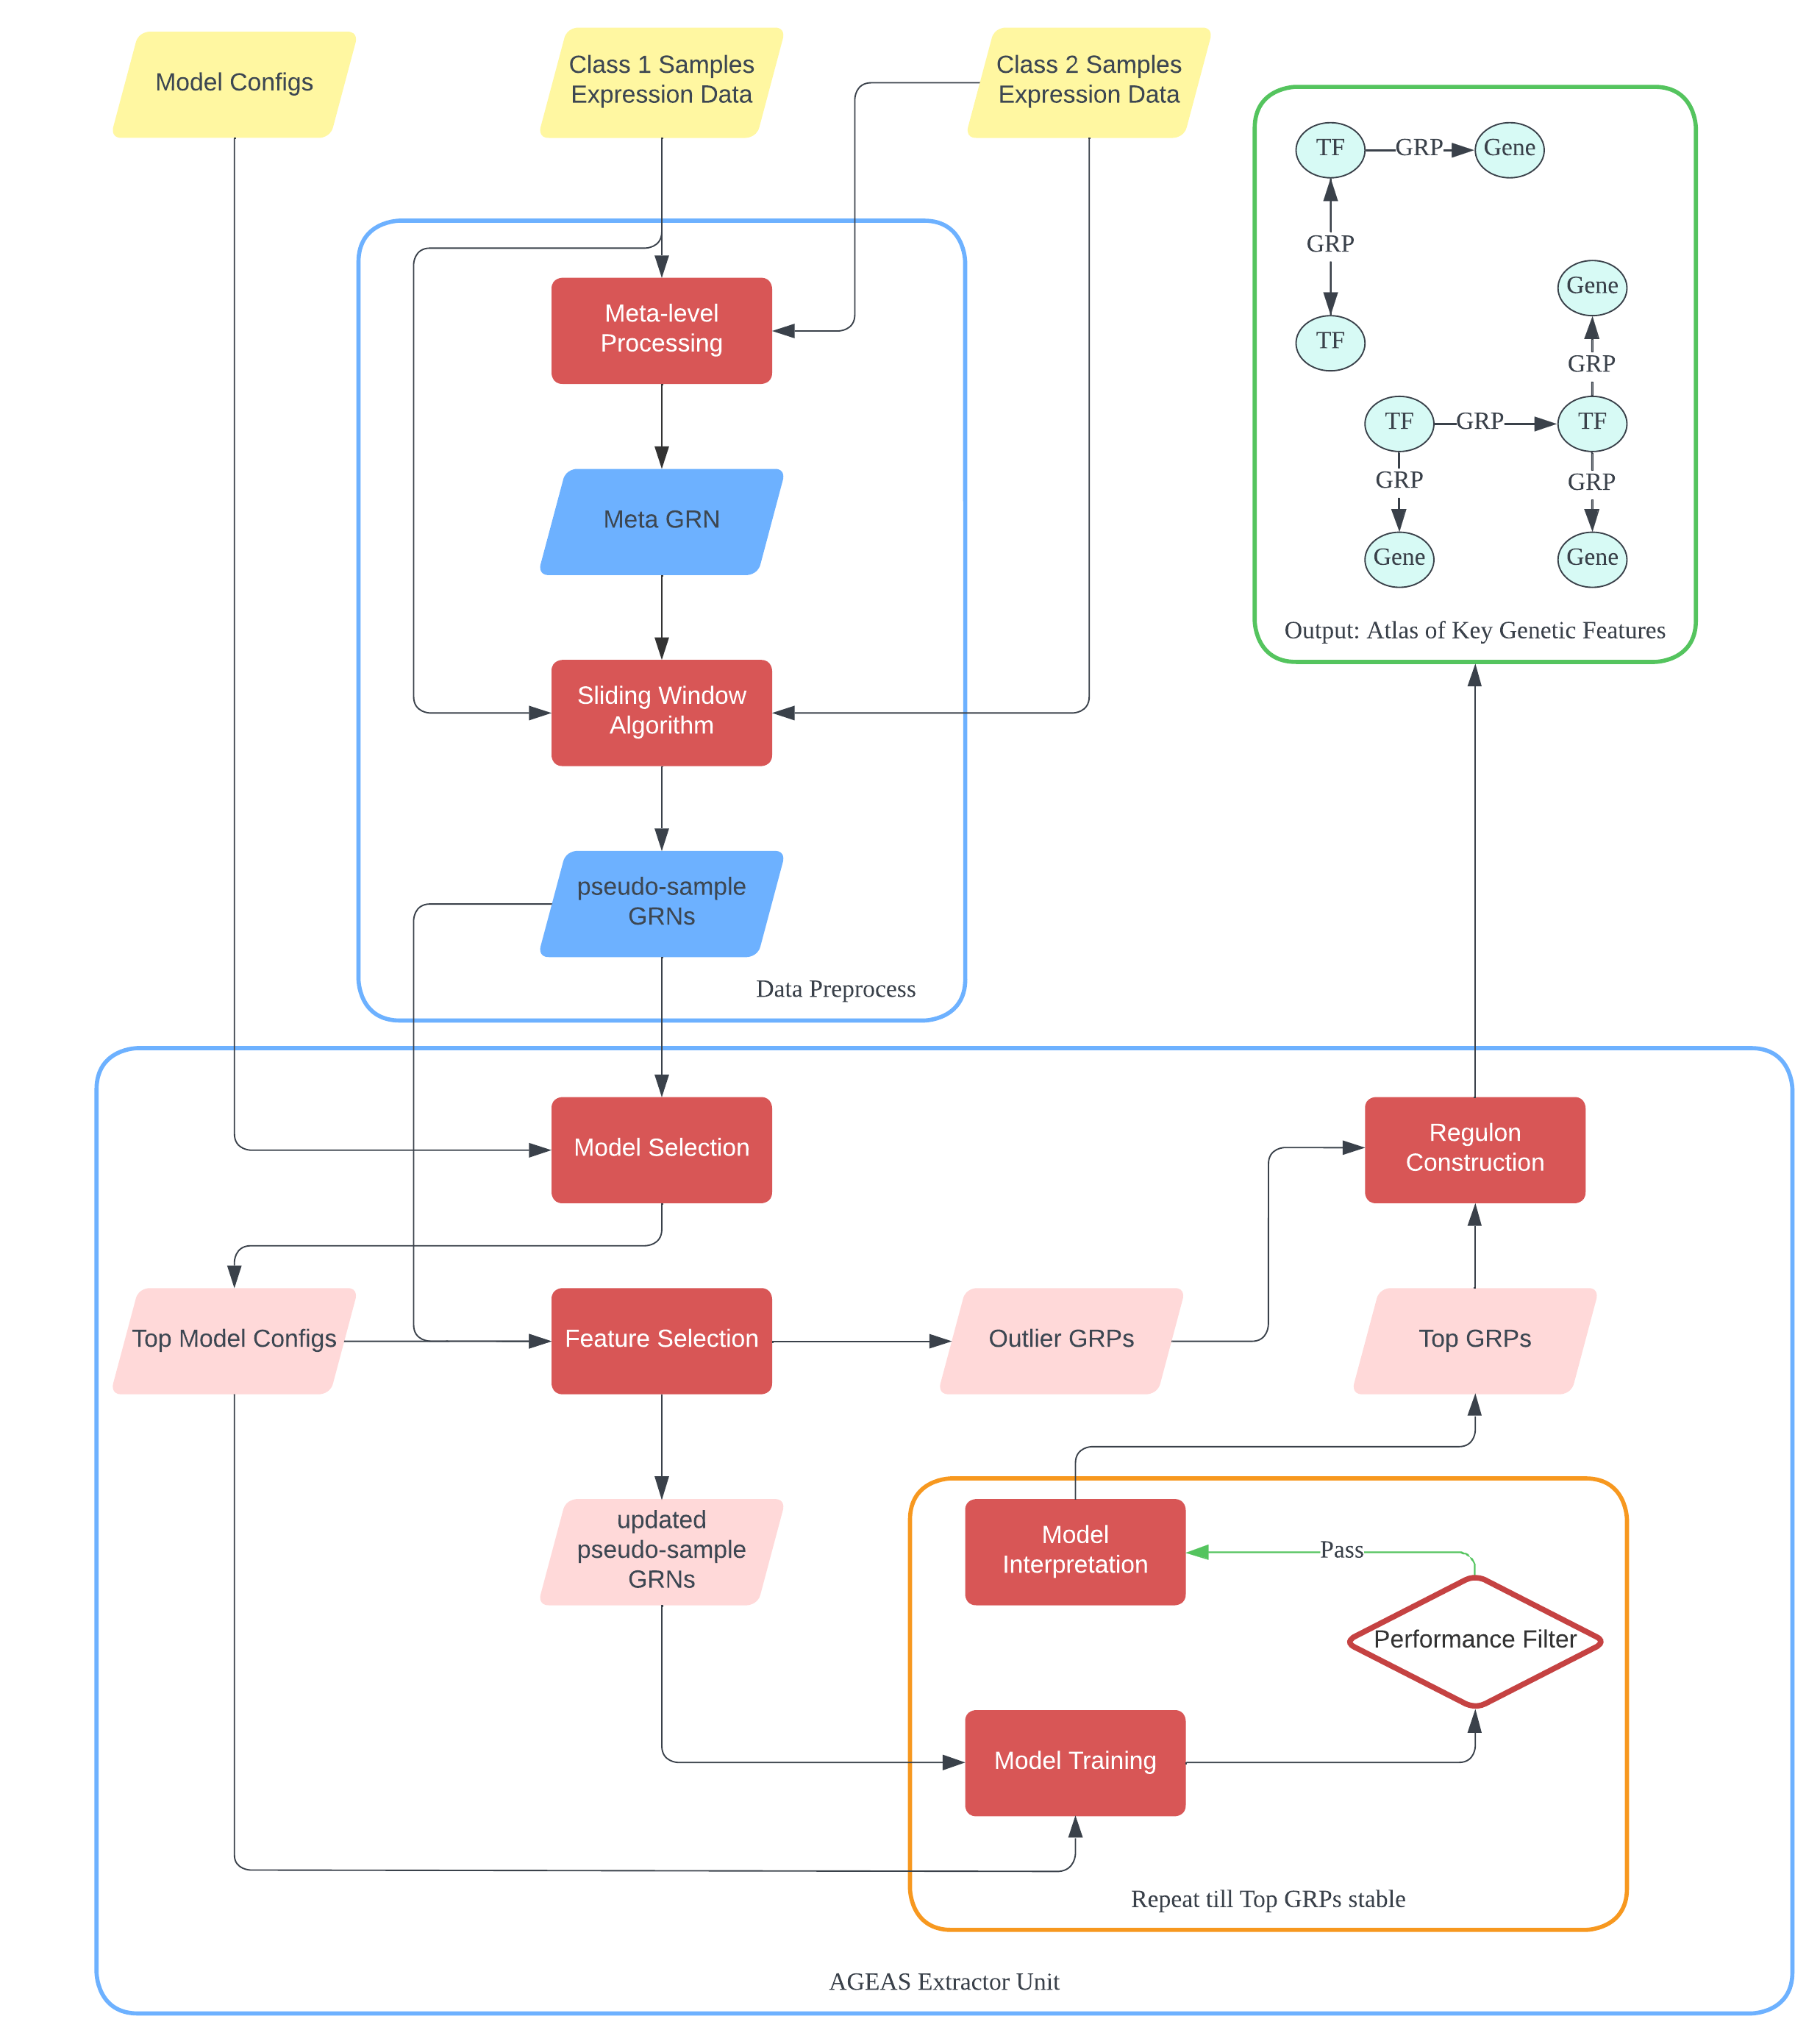 Model Configs
Class 1 Samples
Expression Data
Class 2 Samples
Expression Data
TF
GRP
Gene
GRP
TF
Gene
GRP
TF
GRP
TF
GRP
GRP
Gene
Gene
Output: Atlas of Key Genetic Features
Meta-level
Processing
Meta GRN
Sliding Window
Algorithm
pseudo-sample
GRNs
Data Preprocess
Model Selection
Regulon
Construction
Top Model Configs
Feature Selection
Outlier GRPs
Top GRPs
updated
pseudo-sample
GRNs
Model
Interpretation
Pass
Performance Filter
Model Training
Repeat till Top GRPs stable
AGEAS Extractor Unit